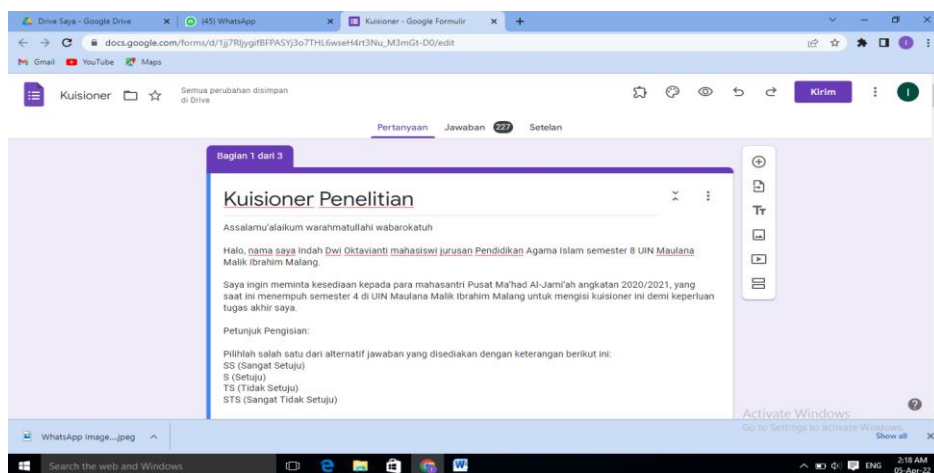 Drive Saya - Google Drive
(45) WhatsApp
Kuisioner - Google Formulir
docs.google.com/forms/d/1jj7RljygifBFPASYj3o7THL6wseH4rt3Nu_M3mGt-D0/edit
Gmail
YouTube
Maps
Kuisioner
Semua perubahan disimpan
di Drive
Kirim
I
Pertanyaan
Jawaban 227
Setelan
Bagian 1 dari 3
Kuisioner Penelitian
Assalamu'alaikum warahmatullahi wabarokatuh
Halo, nama saya Indah Dwi Oktavianti mahasiswi jurusan Pendidikan Agama Islam semester 8 UIN Maulana
Malik Ibrahim Malang.
Saya ingin meminta kesediaan kepada para mahasantri Pusat Ma'had Al-Jami'ah angkatan 2020/2021, yang
saat ini menempuh semester 4 di UIN Maulana Malik Ibrahim Malang untuk mengisi kuisioner ini demi keperluan
tugas akhir saya.
Petunjuk Pengisian:
Pilihlah salah satu dari alternatif jawaban yang disediakan dengan keterangan berikut ini:
SS (Sangat Setuju)
S (Setuju)
TS (Tidak Setuju)
STS (Sangat Tidak Setuju)
Tт
Activate Windows
Go to Settings to activate Windows.
WhatsApp Image....jpeg
Show all
Search the web and Windows
ENG
2:18 AM
05-Apr-22